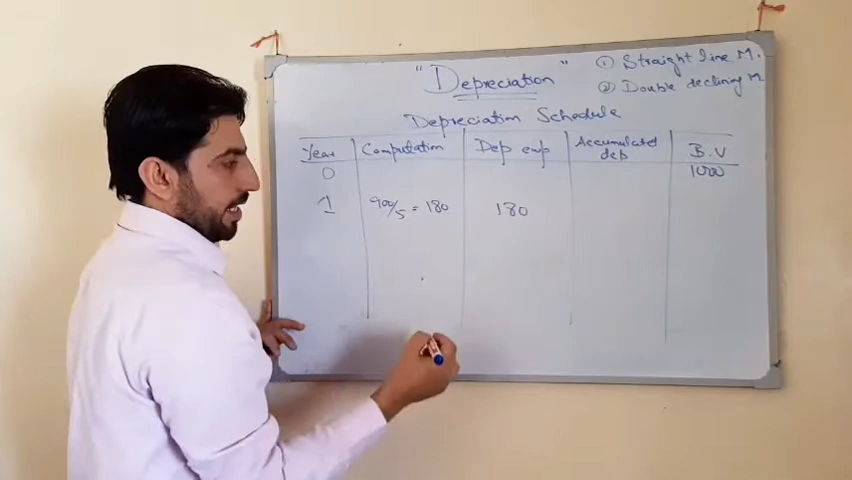 "Depreciation"
① Straight line M.
② Double declining M
Depreciation Schedule
Year Computation Dep exp Accumulated dep B.V
0 1000
1 900/5 = 180 180